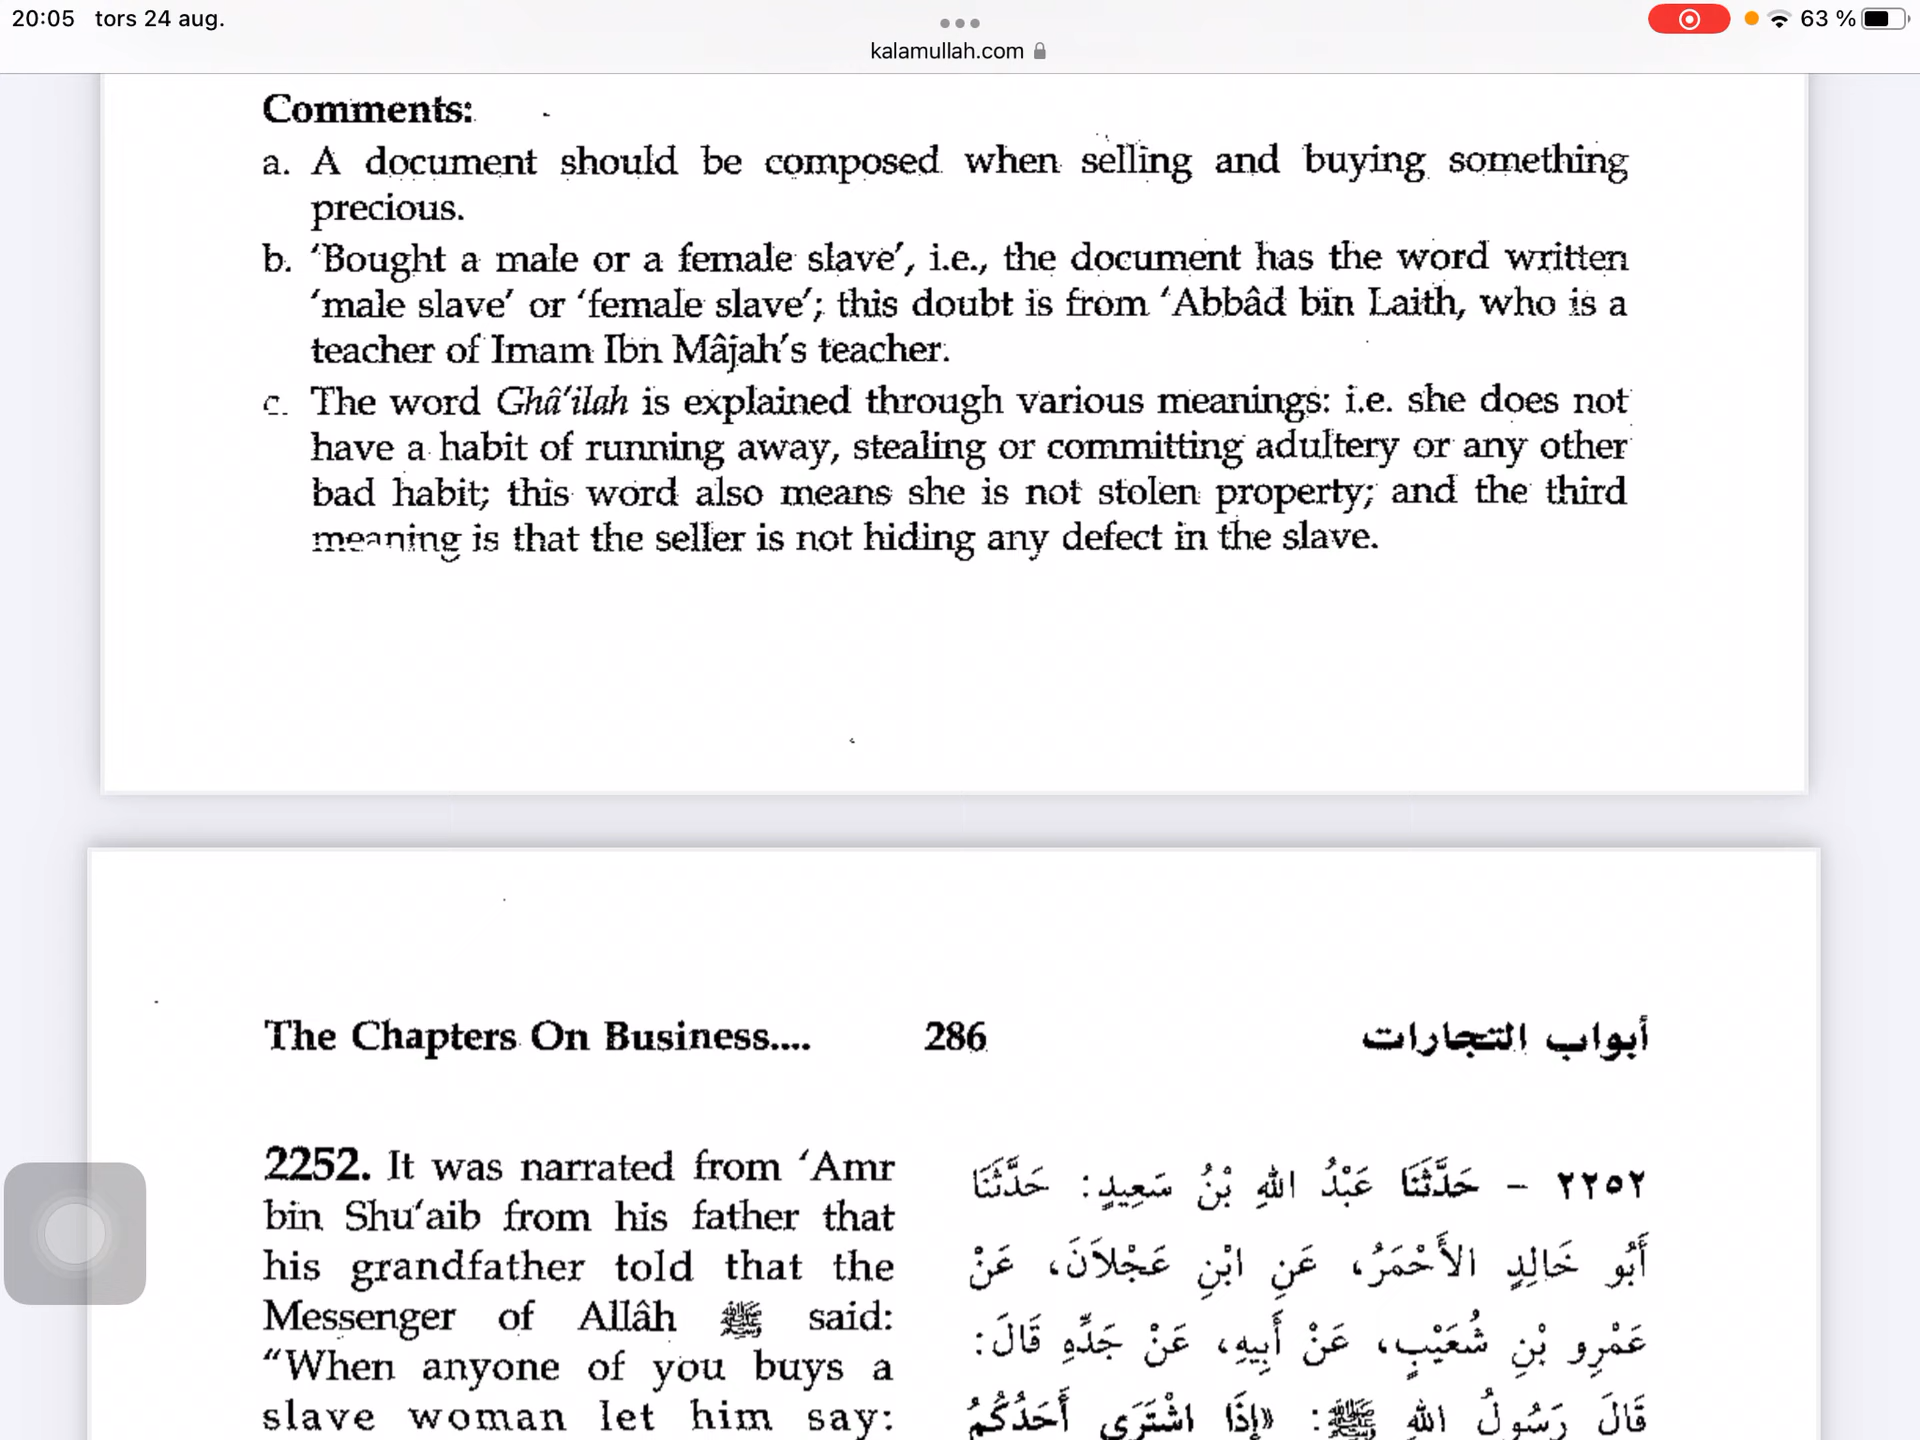 20:05 tors 24 aug.
63 %
kalamullah.com
Comments:
a. A document should be composed when selling and buying something
precious.
b. ‘Bought a male or a female slave’, i.e., the document has the word written
‘male slave’ or ‘female slave’; this doubt is from ‘Abbâd bin Laith, who is a
teacher of Imam Ibn Mâjah’s teacher.
c. The word Ghâ’ilah is explained through various meanings: i.e. she does not
have a habit of running away, stealing or committing adultery or any other
bad habit; this word also means she is not stolen property; and the third
meaning is that the seller is not hiding any defect in the slave.
The Chapters On Business.... 286 أبواب التجارات
2252. It was narrated from ‘Amr
bin Shu‘aib from his father that
his grandfather told that the
Messenger of Allâh ﷺ said:
“When anyone of you buys a
slave woman let him say:
٢٢٥٢ - حَدَّثَنَا عَبْدُ اللهِ بْنُ سَعِيدٍ: حَدَّثَنَا
أَبُو خَالِدٍ الأَحْمَرُ، عَنِ ابْنِ عَجْلاَنَ، عَنْ
عَمْرِو بْنِ شُعَيْبٍ، عَنْ أَبِيهِ، عَنْ جَدِّهِ قَالَ:
قَالَ رَسُولُ اللهِ ﷺ: «إِذَا اشْتَرَى أَحَدُكُمُ